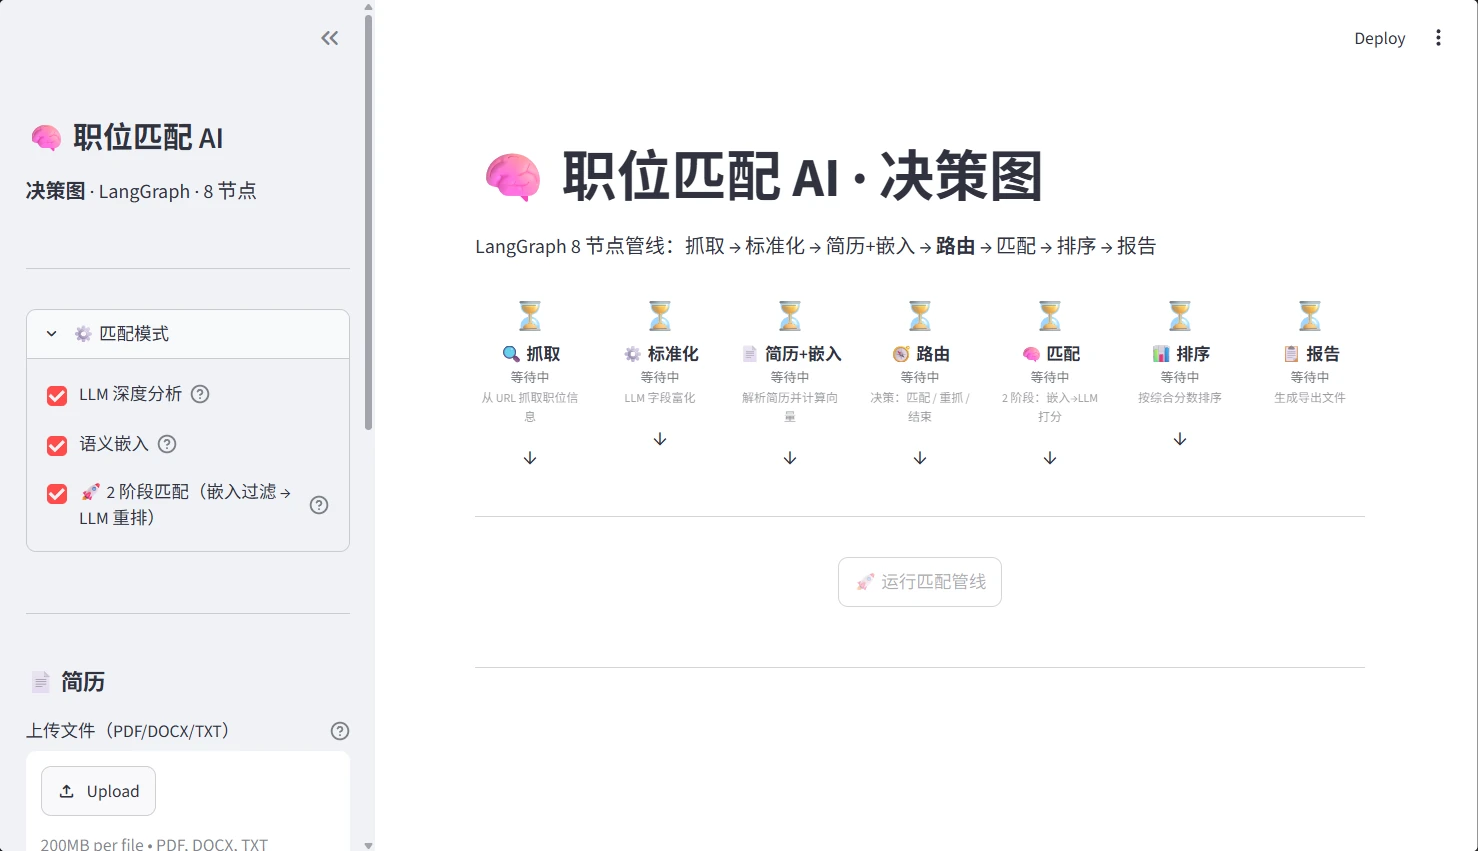 Deploy
职位匹配 AI
决策图 · LangGraph · 8 节点
匹配模式
LLM 深度分析
语义嵌入
2 阶段匹配（嵌入过滤 →
LLM 重排）
简历
上传文件（PDF/DOCX/TXT）
Upload
200MB per file • PDF, DOCX, TXT
职位匹配 AI · 决策图
LangGraph 8 节点管线：抓取 → 标准化 → 简历+嵌入 → 路由 → 匹配 → 排序 → 报告
抓取
等待中
从 URL 抓取职位信
息
↓
标准化
等待中
LLM 字段富化
↓
简历+嵌入
等待中
解析简历并计算向
量
↓
路由
等待中
决策：匹配 / 重抓 /
结束
↓
匹配
等待中
2 阶段：嵌入→LLM
打分
↓
排序
等待中
按综合分数排序
↓
报告
等待中
生成导出文件
运行匹配管线